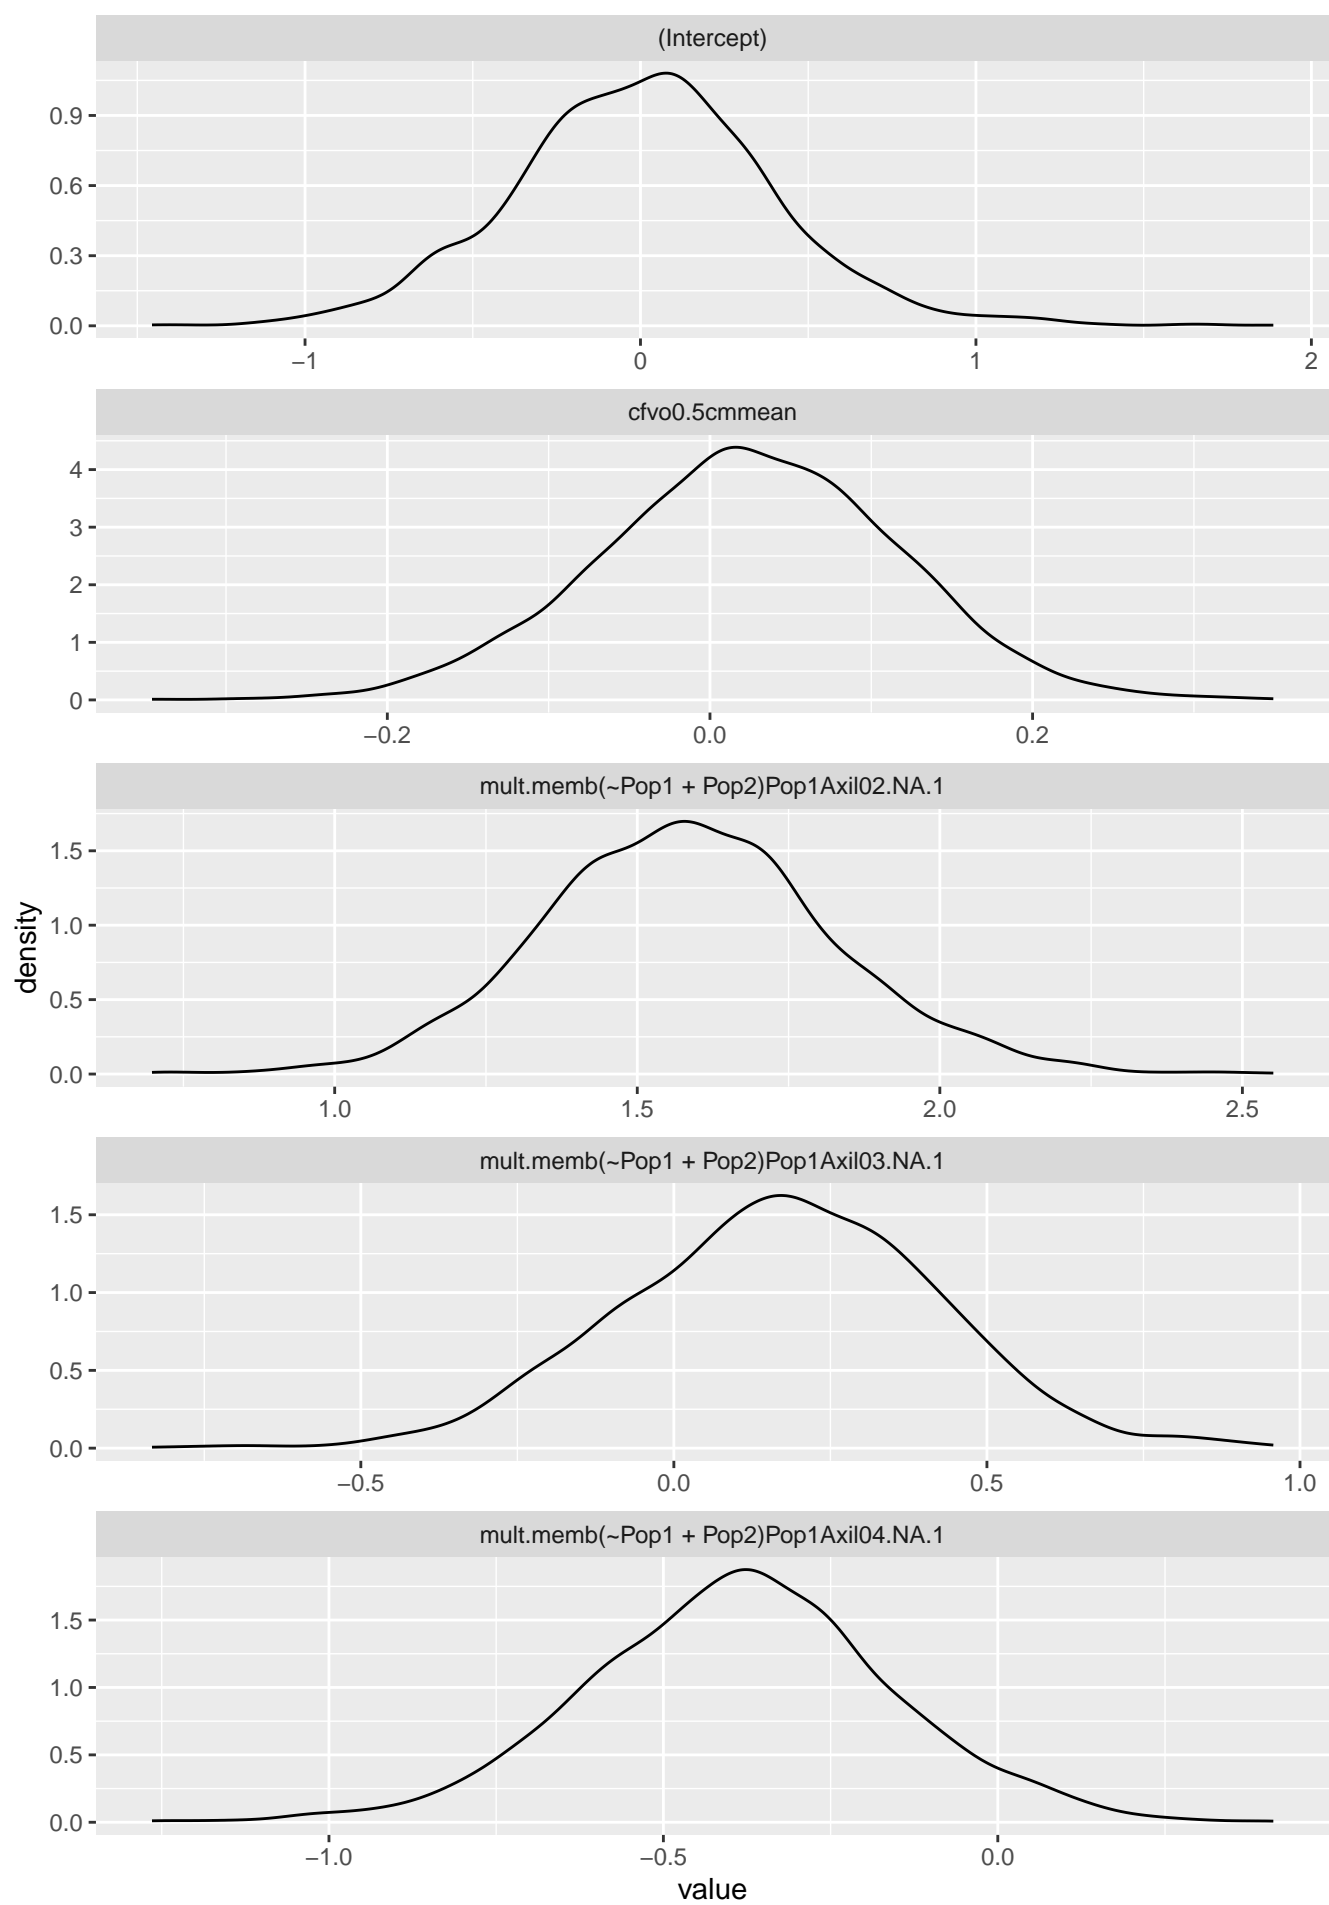 (Intercept)
0.9
0.6
0.3
0.0
−1 0 1 2
cfvo0.5cmmean
4
3
2
1
0
−0.2 0.0 0.2
mult.memb(~Pop1 + Pop2)Pop1Axil02.NA.1
1.5
1.0
0.5
0.0
1.0 1.5 2.0 2.5
density
mult.memb(~Pop1 + Pop2)Pop1Axil03.NA.1
1.5
1.0
0.5
0.0
−0.5 0.0 0.5 1.0
mult.memb(~Pop1 + Pop2)Pop1Axil04.NA.1
1.5
1.0
0.5
0.0
−1.0 −0.5 0.0
value